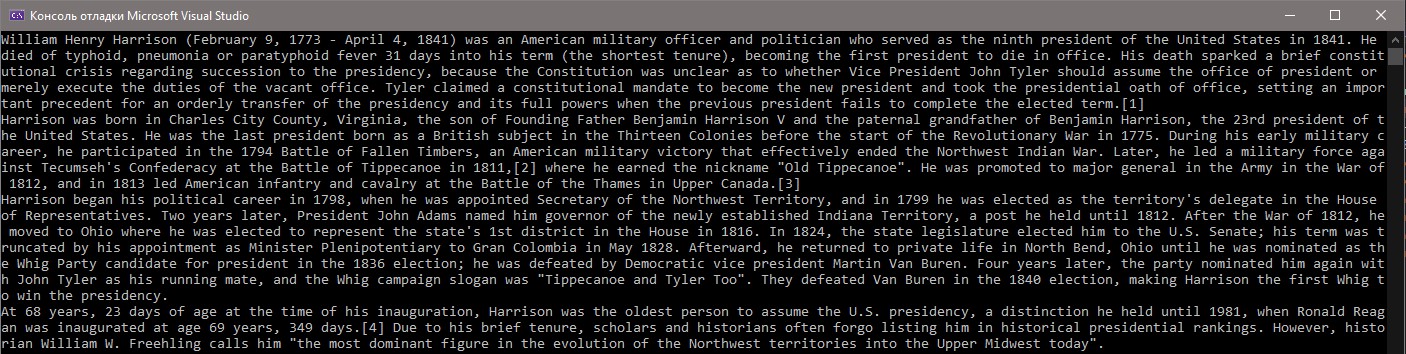 Консоль отладки Microsoft Visual Studio
William Henry Harrison (February 9, 1773 - April 4, 1841) was an American military officer and politician who served as the ninth president of the United States in 1841. He
died of typhoid, pneumonia or paratyphoid fever 31 days into his term (the shortest tenure), becoming the first president to die in office. His death sparked a brief constit
utional crisis regarding succession to the presidency, because the Constitution was unclear as to whether Vice President John Tyler should assume the office of president or
merely execute the duties of the vacant office. Tyler claimed a constitutional mandate to become the new president and took the presidential oath of office, setting an impor
tant precedent for an orderly transfer of the presidency and its full powers when the previous president fails to complete the elected term.[1]
Harrison was born in Charles City County, Virginia, the son of Founding Father Benjamin Harrison V and the paternal grandfather of Benjamin Harrison, the 23rd president of t
he United States. He was the last president born as a British subject in the Thirteen Colonies before the start of the Revolutionary War in 1775. During his early military c
areer, he participated in the 1794 Battle of Fallen Timbers, an American military victory that effectively ended the Northwest Indian War. Later, he led a military force aga
inst Tecumseh's Confederacy at the Battle of Tippecanoe in 1811,[2] where he earned the nickname "Old Tippecanoe". He was promoted to major general in the Army in the War of
1812, and in 1813 led American infantry and cavalry at the Battle of the Thames in Upper Canada.[3]
Harrison began his political career in 1798, when he was appointed Secretary of the Northwest Territory, and in 1799 he was elected as the territory's delegate in the House
of Representatives. Two years later, President John Adams named him governor of the newly established Indiana Territory, a post he held until 1812. After the War of 1812, he
moved to Ohio where he was elected to represent the state's 1st district in the House in 1816. In 1824, the state legislature elected him to the U.S. Senate; his term was t
runcated by his appointment as Minister Plenipotentiary to Gran Colombia in May 1828. Afterward, he returned to private life in North Bend, Ohio until he was nominated as th
e Whig Party candidate for president in the 1836 election; he was defeated by Democratic vice president Martin Van Buren. Four years later, the party nominated him again wit
h John Tyler as his running mate, and the Whig campaign slogan was "Tippecanoe and Tyler Too". They defeated Van Buren in the 1840 election, making Harrison the first Whig t
o win the presidency.
At 68 years, 23 days of age at the time of his inauguration, Harrison was the oldest person to assume the U.S. presidency, a distinction he held until 1981, when Ronald Reag
an was inaugurated at age 69 years, 349 days.[4] Due to his brief tenure, scholars and historians often forgo listing him in historical presidential rankings. However, histo
rian William W. Freehling calls him "the most dominant figure in the evolution of the Northwest territories into the Upper Midwest today".